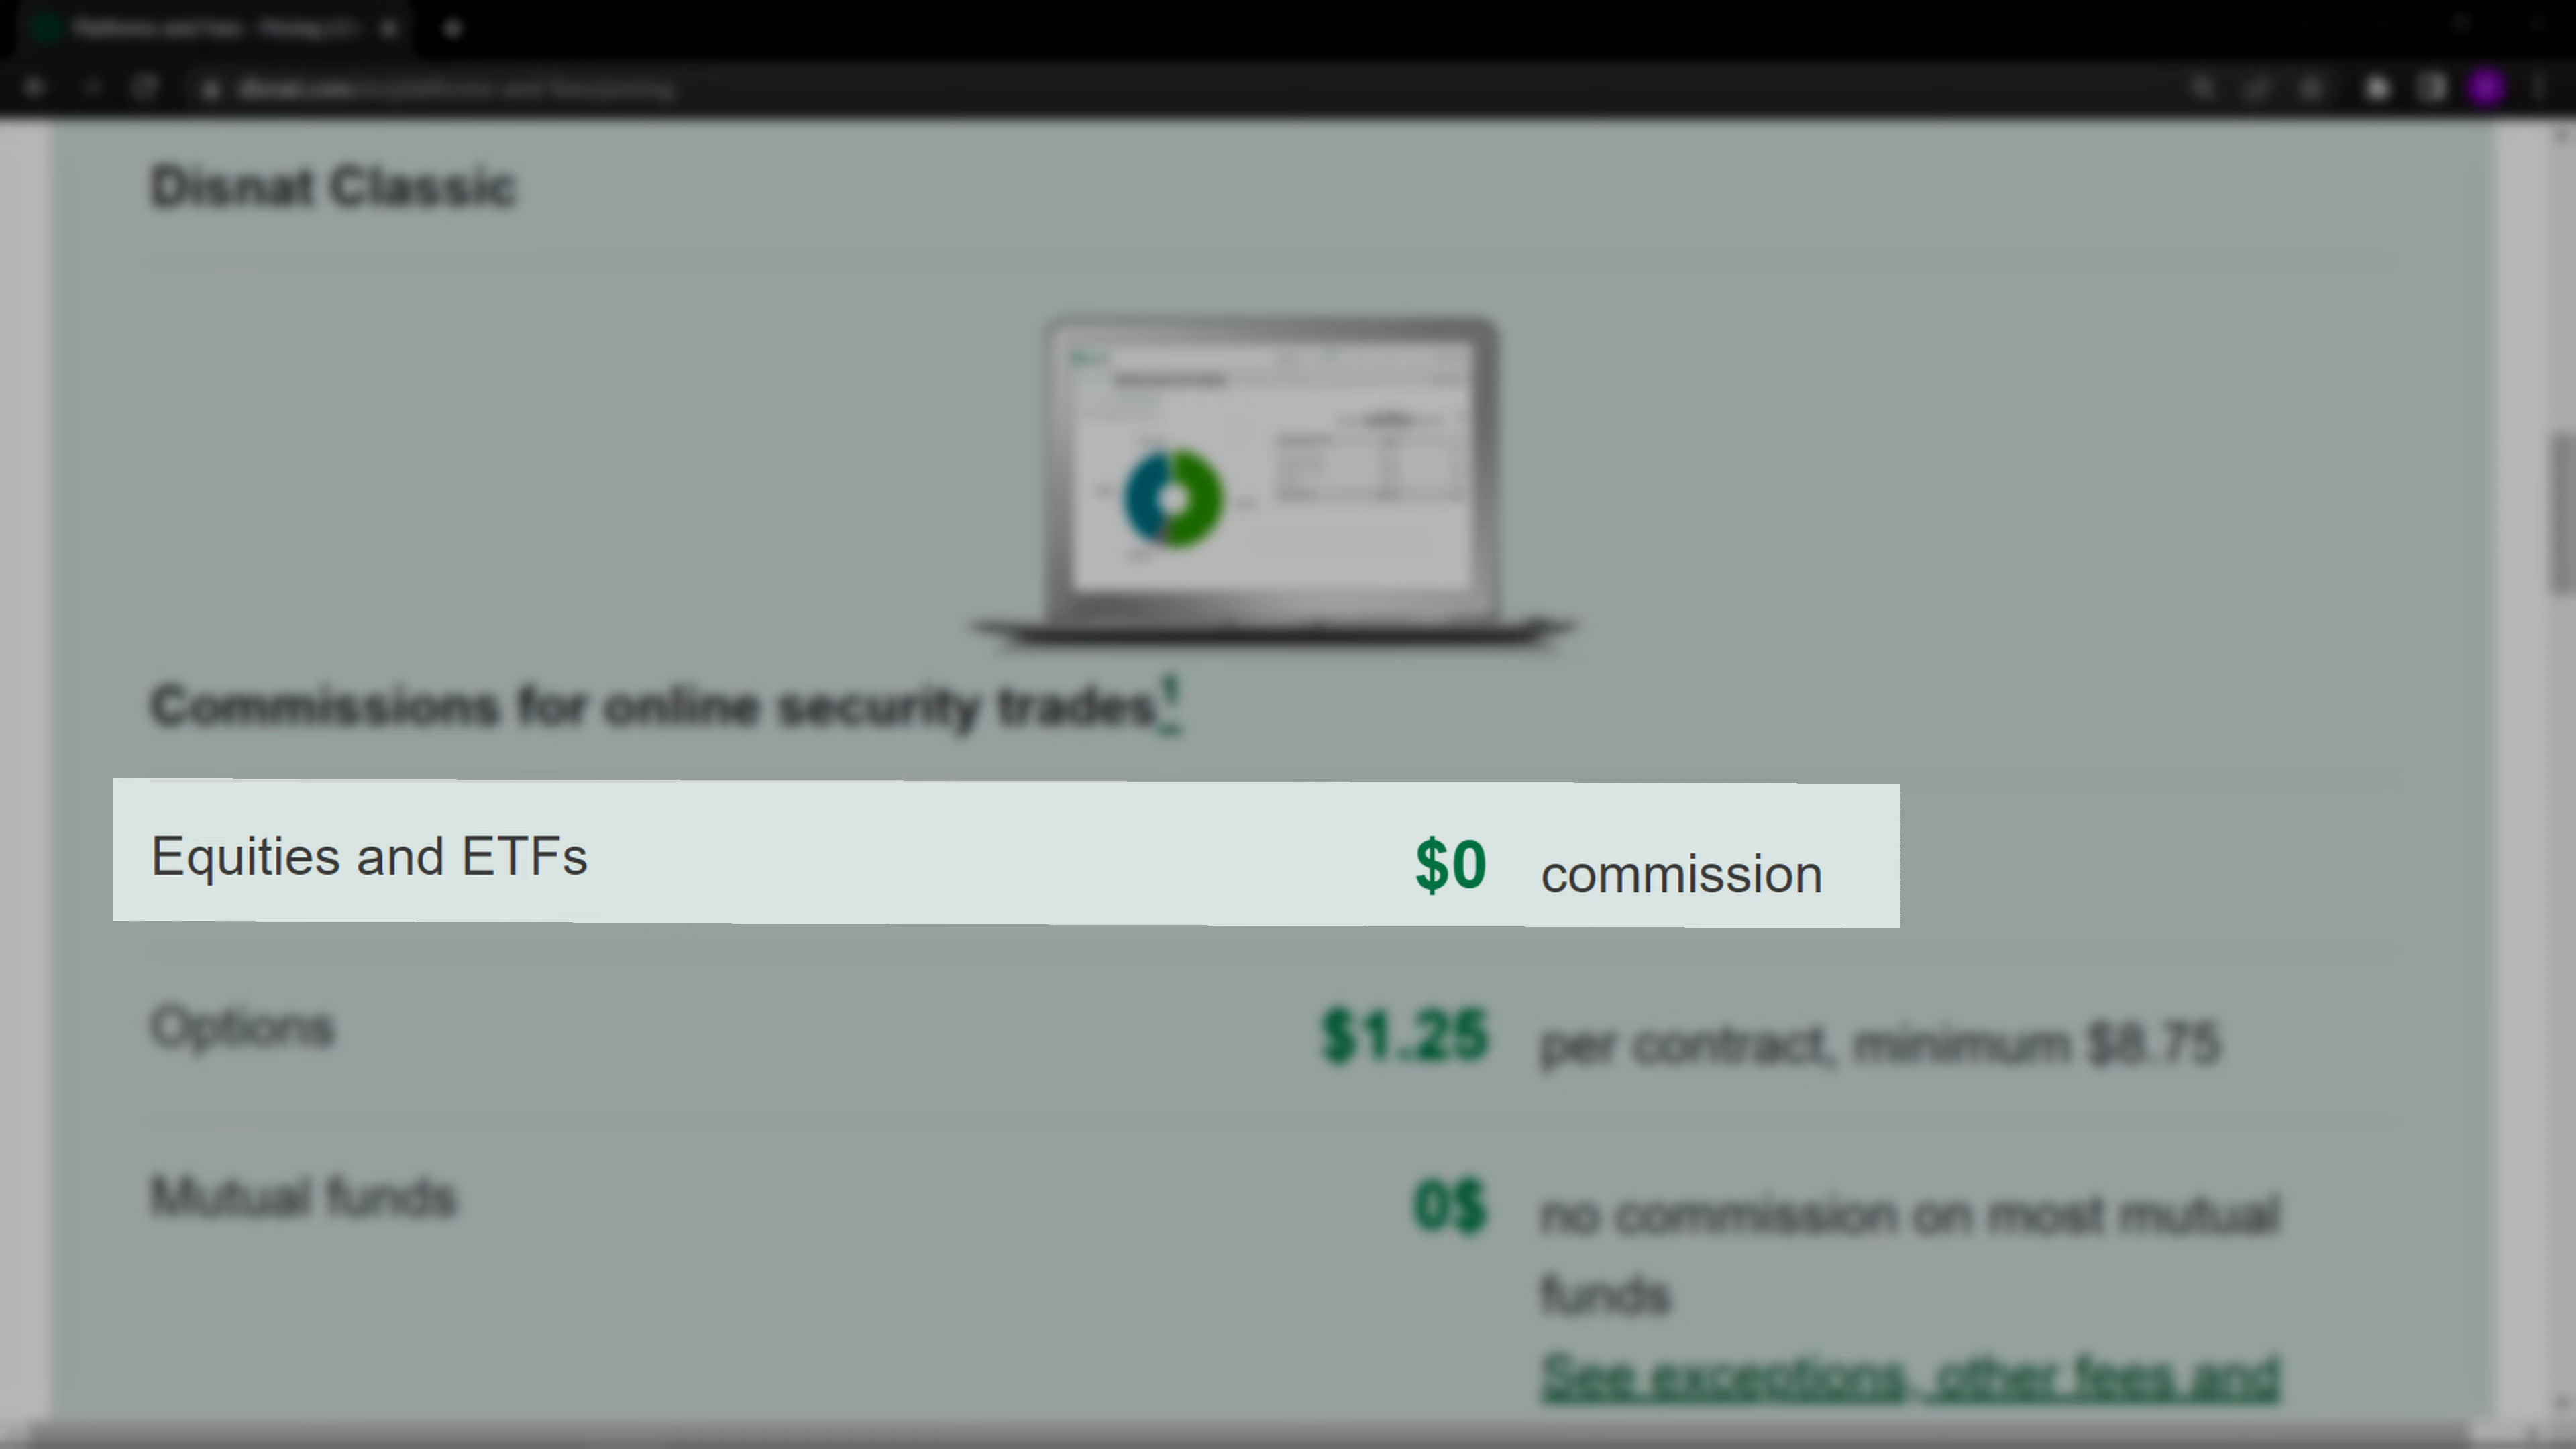 Disnat Classic
Commissions for online security trades1
Equities and ETFs $0 commission
Options $1.25 per contract, minimum $8.75
Mutual funds 0$ no commission on most mutual
funds
See exceptions, other fees and